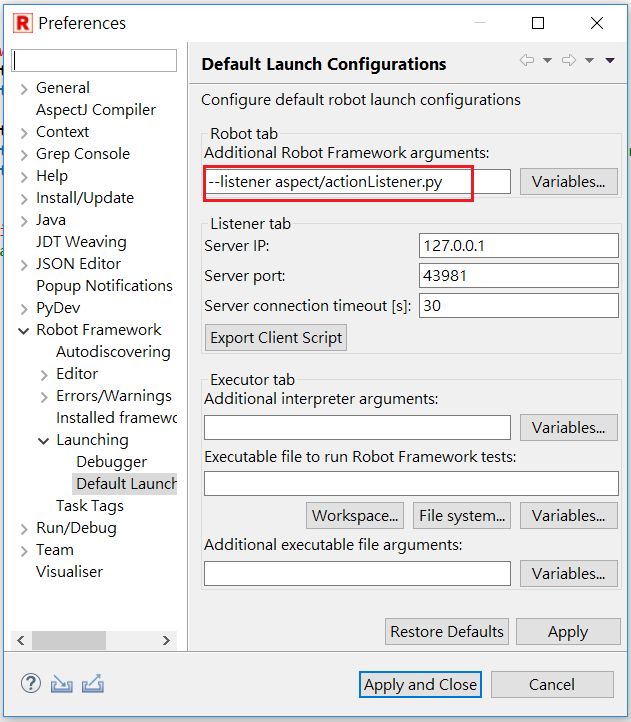 R Preferences
General
AspectJ Compiler
Context
Grep Console
Help
Install/Update
Java
JDT Weaving
JSON Editor
Popup Notifications
PyDev
Robot Framework
Autodiscovering
Editor
Errors/Warnings
Installed framewo
Launching
Debugger
Default Launch
Task Tags
Run/Debug
Team
Visualiser
Default Launch Configurations
Configure default robot launch configurations
Robot tab
Additional Robot Framework arguments:
--listener aspect/actionListener.py Variables...
Listener tab
Server IP: 127.0.0.1
Server port: 43981
Server connection timeout [s]: 30
Export Client Script
Executor tab
Additional interpreter arguments:
Variables...
Executable file to run Robot Framework tests:
Workspace... File system... Variables...
Additional executable file arguments:
Variables...
Restore Defaults Apply
? Apply and Close Cancel